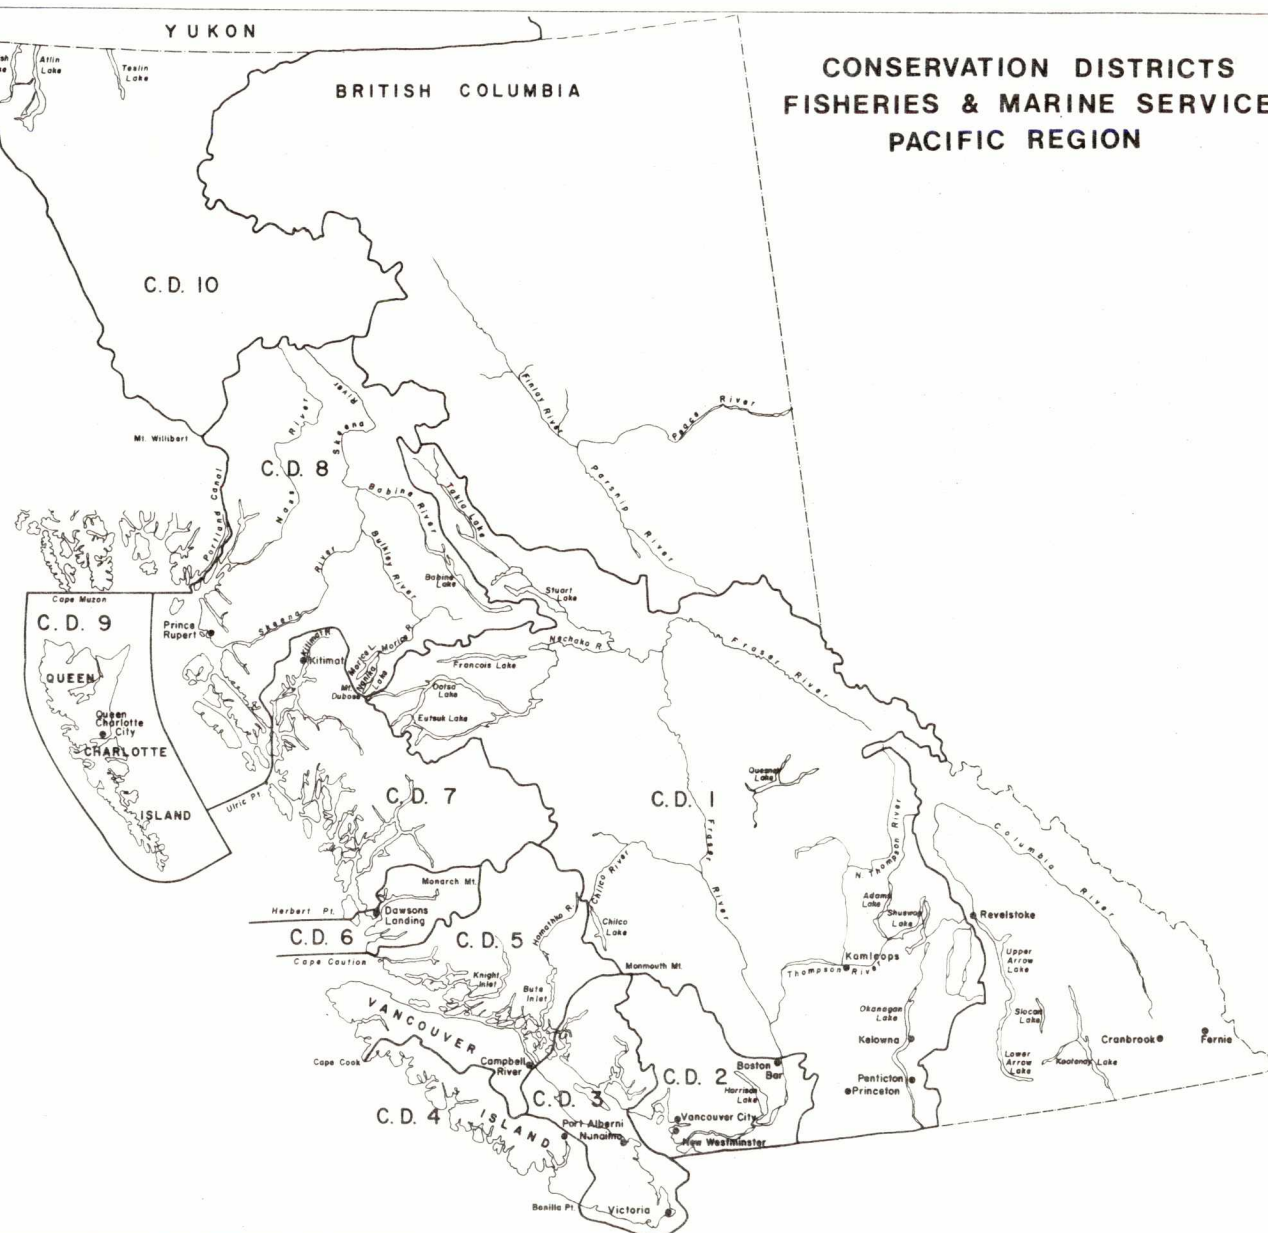 YUKON
Atlin
Lake
Teslin
Lake
BRITISH COLUMBIA
CONSERVATION DISTRICTS
FISHERIES & MARINE SERVICE
PACIFIC REGION
C.D. 10
Finlay River
Peace River
Parsnip River
Mt. Willibert
Portland Canal
C.D. 8
Nass River
Skeena River
Babine River
Takla Lake
Bulkley River
Babine
Lake
Stuart
Lake
Skeena River
Cape Muzon
C.D. 9
Prince
Rupert
Kitimat R.
Kitimat
Morice L.
Morice R.
Nanika
Lake
Mt.
Dubose
Nechako R.
Francois Lake
Ootsa
Lake
Eutsuk Lake
Fraser River
QUEEN
Queen
Charlotte
City
CHARLOTTE
ISLAND
Ulric Pt.
C.D. 7
C.D. 1
Quesnel
Lake
Fraser River
N. Thompson River
Columbia River
Monarch Mt.
Herbert Pt.
Dawsons
Landing
C.D. 6
Cape Caution
C.D. 5
Homathko R.
Chilco River
Chilco
Lake
Adams
Lake
Shuswap
Lake
Revelstoke
Kamloops
Thompson River
Monmouth Mt.
Knight
Inlet
Bute
Inlet
Upper
Arrow
Lake
Okanagan
Lake
Slocan
Lake
Kelowna
Cranbrook
Fernie
VANCOUVER
ISLAND
Cape Cook
Campbell
River
Boston
Bar
Lower
Arrow
Lake
Kootenay Lake
C.D. 2
Harrison
Lake
Penticton
Princeton
C.D. 3
C.D. 4
Vancouver City
Port Alberni
Nanaimo
New Westminster
Bonilla Pt.
Victoria